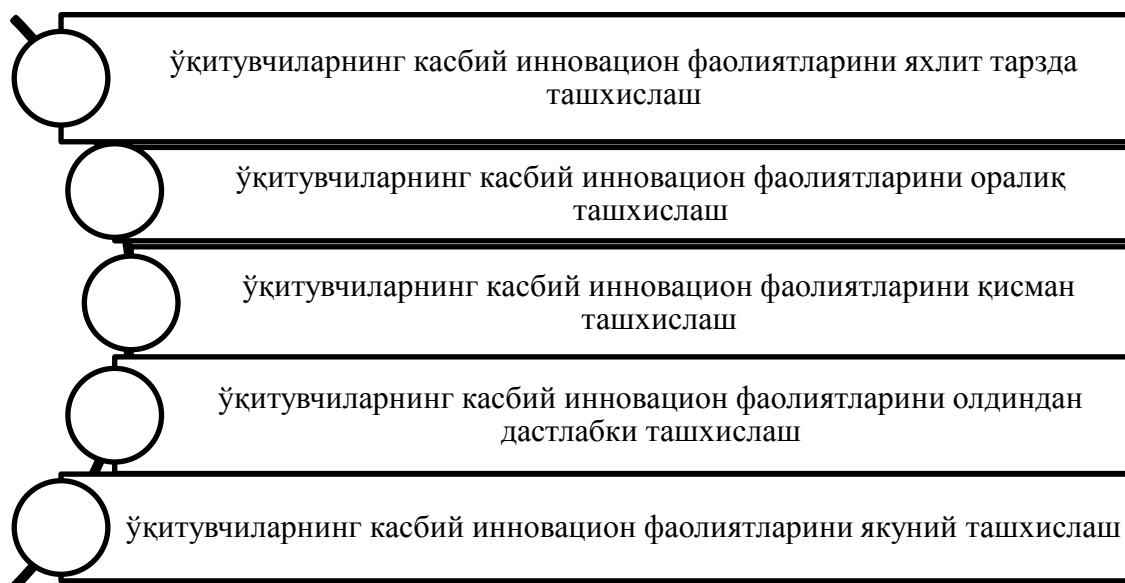 ўқитувчиларнинг касбий инновацион фаолиятларини яхлит тарзда
ташхислаш
ўқитувчиларнинг касбий инновацион фаолиятларини оралиқ
ташхислаш
ўқитувчиларнинг касбий инновацион фаолиятларини қисман
ташхислаш
ўқитувчиларнинг касбий инновацион фаолиятларини олдиндан
дастлабки ташхислаш
ўқитувчиларнинг касбий инновацион фаолиятларини якуний ташхислаш